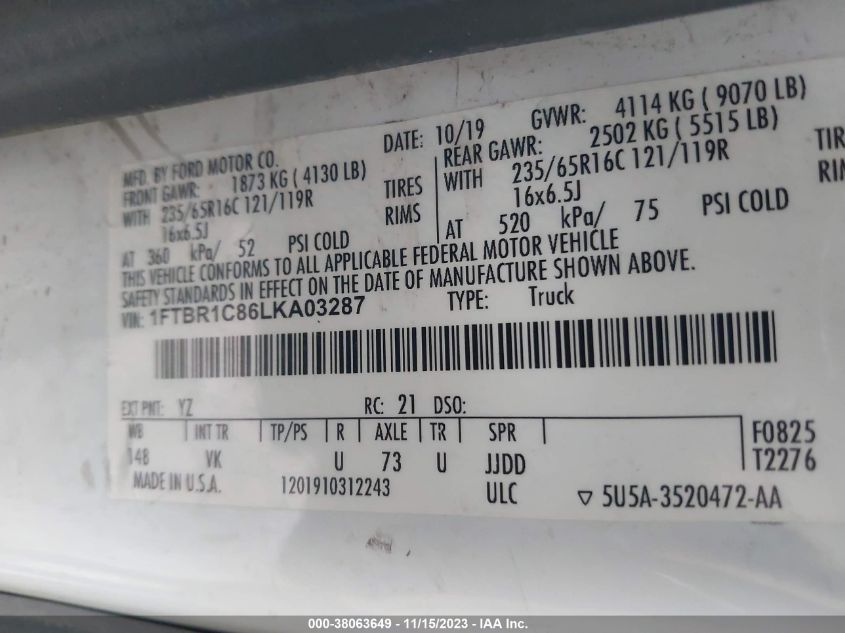 MFD. BY FORD MOTOR CO. DATE: 10/19 GVWR: 4114 KG ( 9070 LB)
FRONT GAWR: 1873 KG ( 4130 LB) REAR GAWR: 2502 KG ( 5515 LB)
WITH 235/65R16C 121/119R TIRES WITH 235/65R16C 121/119R TIRE
16x6.5J RIMS 16x6.5J RIM
AT 360 kPa/ 52 PSI COLD AT 520 kPa/ 75 PSI COLD
THIS VEHICLE CONFORMS TO ALL APPLICABLE FEDERAL MOTOR VEHICLE
SAFETY STANDARDS IN EFFECT ON THE DATE OF MANUFACTURE SHOWN ABOVE.
VIN: 1FTBR1C86LKA03287 TYPE: Truck
EXT PNT: YZ RC: 21 DSO:
WB INT TR TP/PS R AXLE TR SPR F0825
148 VK U 73 U JJDD T2276
MADE IN U.S.A. 1201910312243 ULC ▽ 5U5A-3520472-AA
000-38063649 - 11/15/2023 - IAA Inc.